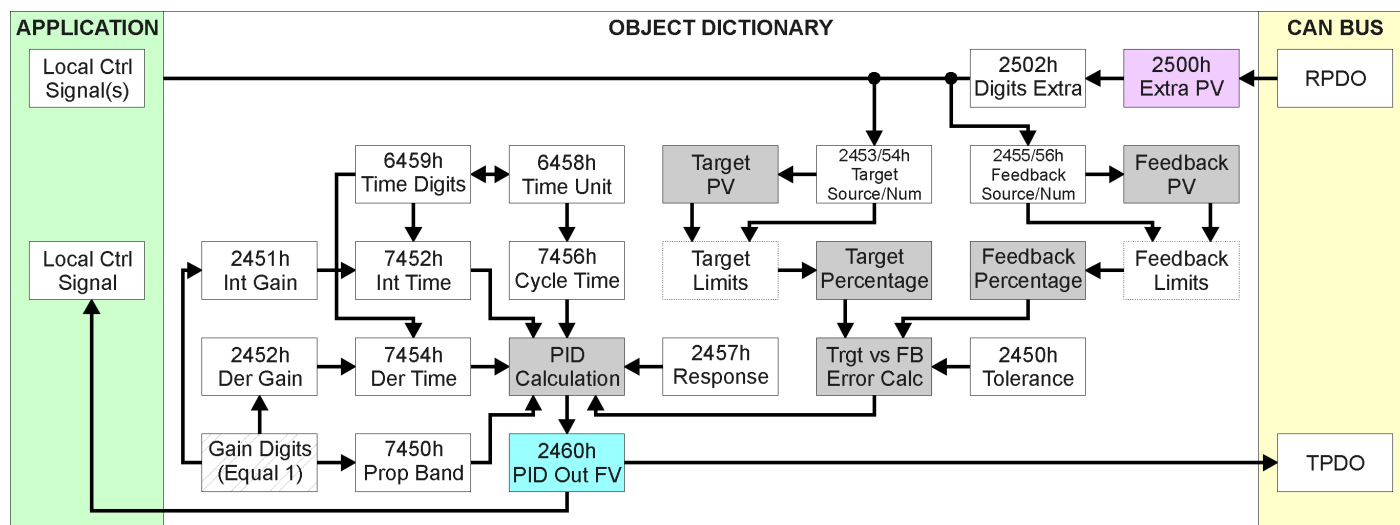 APPLICATION
OBJECT DICTIONARY
CAN BUS
Local Ctrl
Signal(s)
2502h
Digits Extra
2500h
Extra PV
RPDO
6459h
Time Digits
6458h
Time Unit
Target
PV
2453/54h
Target
Source/Num
2455/56h
Feedback
Source/Num
Feedback
PV
Local Ctrl
Signal
2451h
Int Gain
7452h
Int Time
7456h
Cycle Time
Target
Limits
Target
Percentage
Feedback
Percentage
Feedback
Limits
2452h
Der Gain
7454h
Der Time
PID
Calculation
2457h
Response
Trgt vs FB
Error Calc
2450h
Tolerance
Gain Digits
(Equal 1)
7450h
Prop Band
2460h
PID Out FV
TPDO